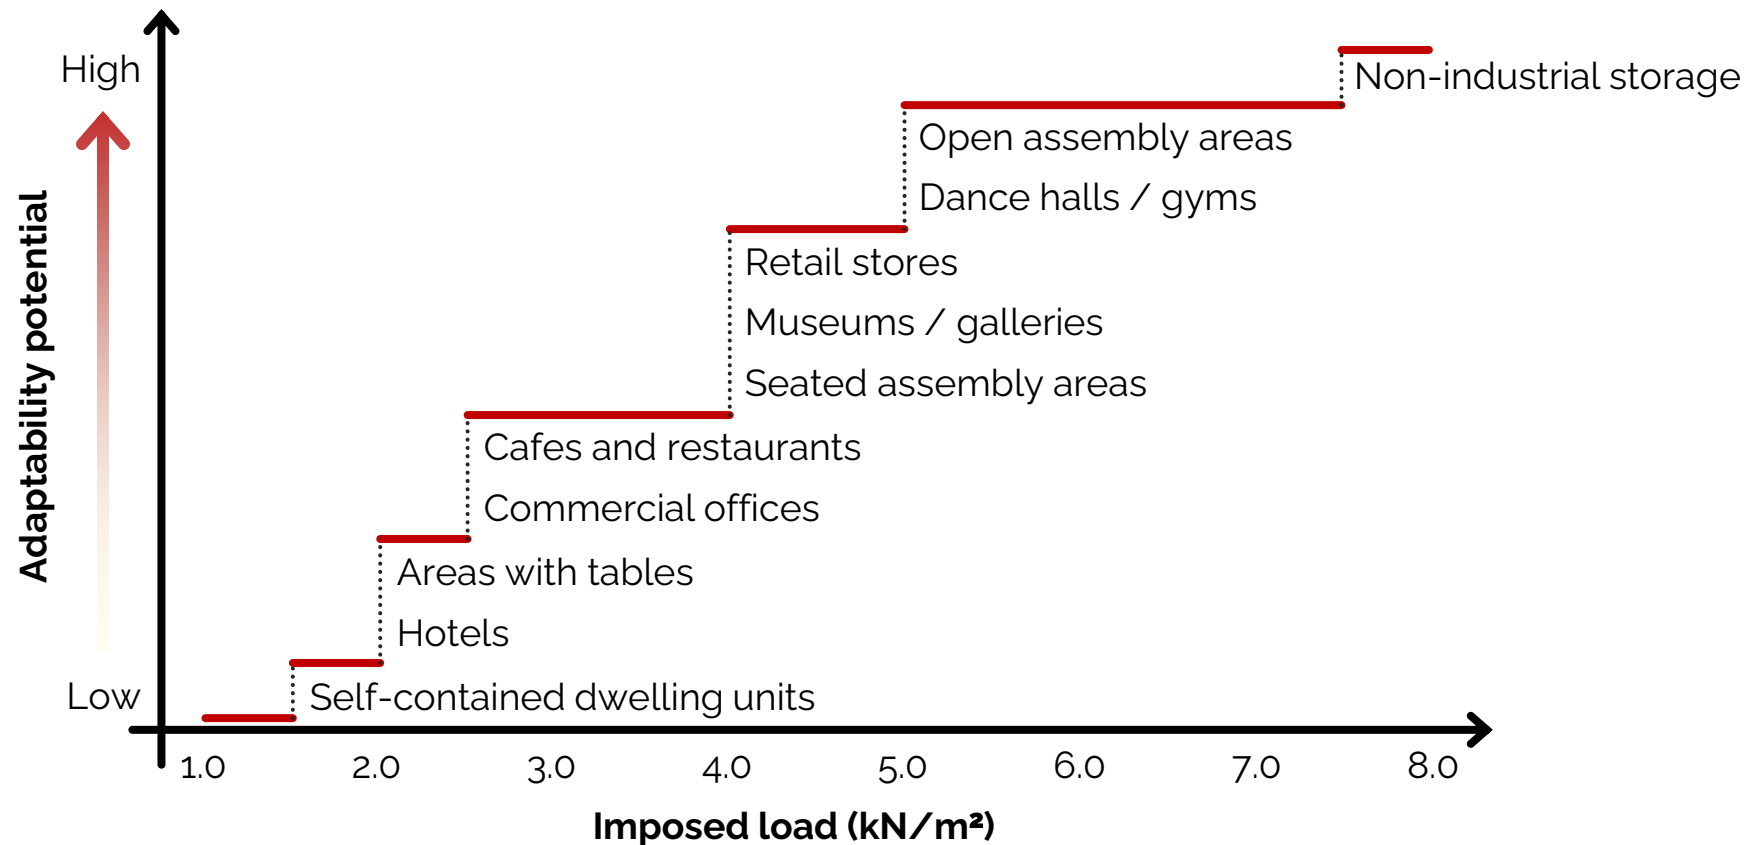 High
Non-industrial storage
Open assembly areas
Dance halls / gyms
Retail stores
Museums / galleries
Seated assembly areas
Adaptability potential
Cafes and restaurants
Commercial offices
Areas with tables
Hotels
Low
Self-contained dwelling units
1.0 2.0 3.0 4.0 5.0 6.0 7.0 8.0
Imposed load (kN/m²)